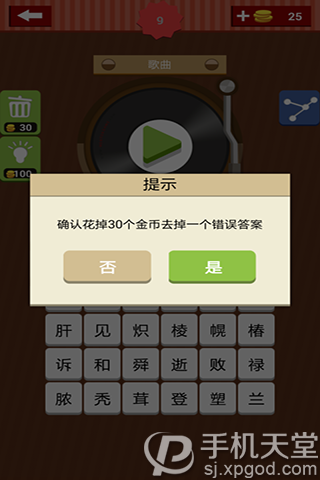 9
25
歌曲
30
100
提示
确认花掉30个金币去掉一个错误答案
否 是
肝 见 炽 棱 幌 椿
诉 和 舜 逝 败 禄
脓 秃 茸 登 塑 兰
手机天堂
sj.xpgod.com